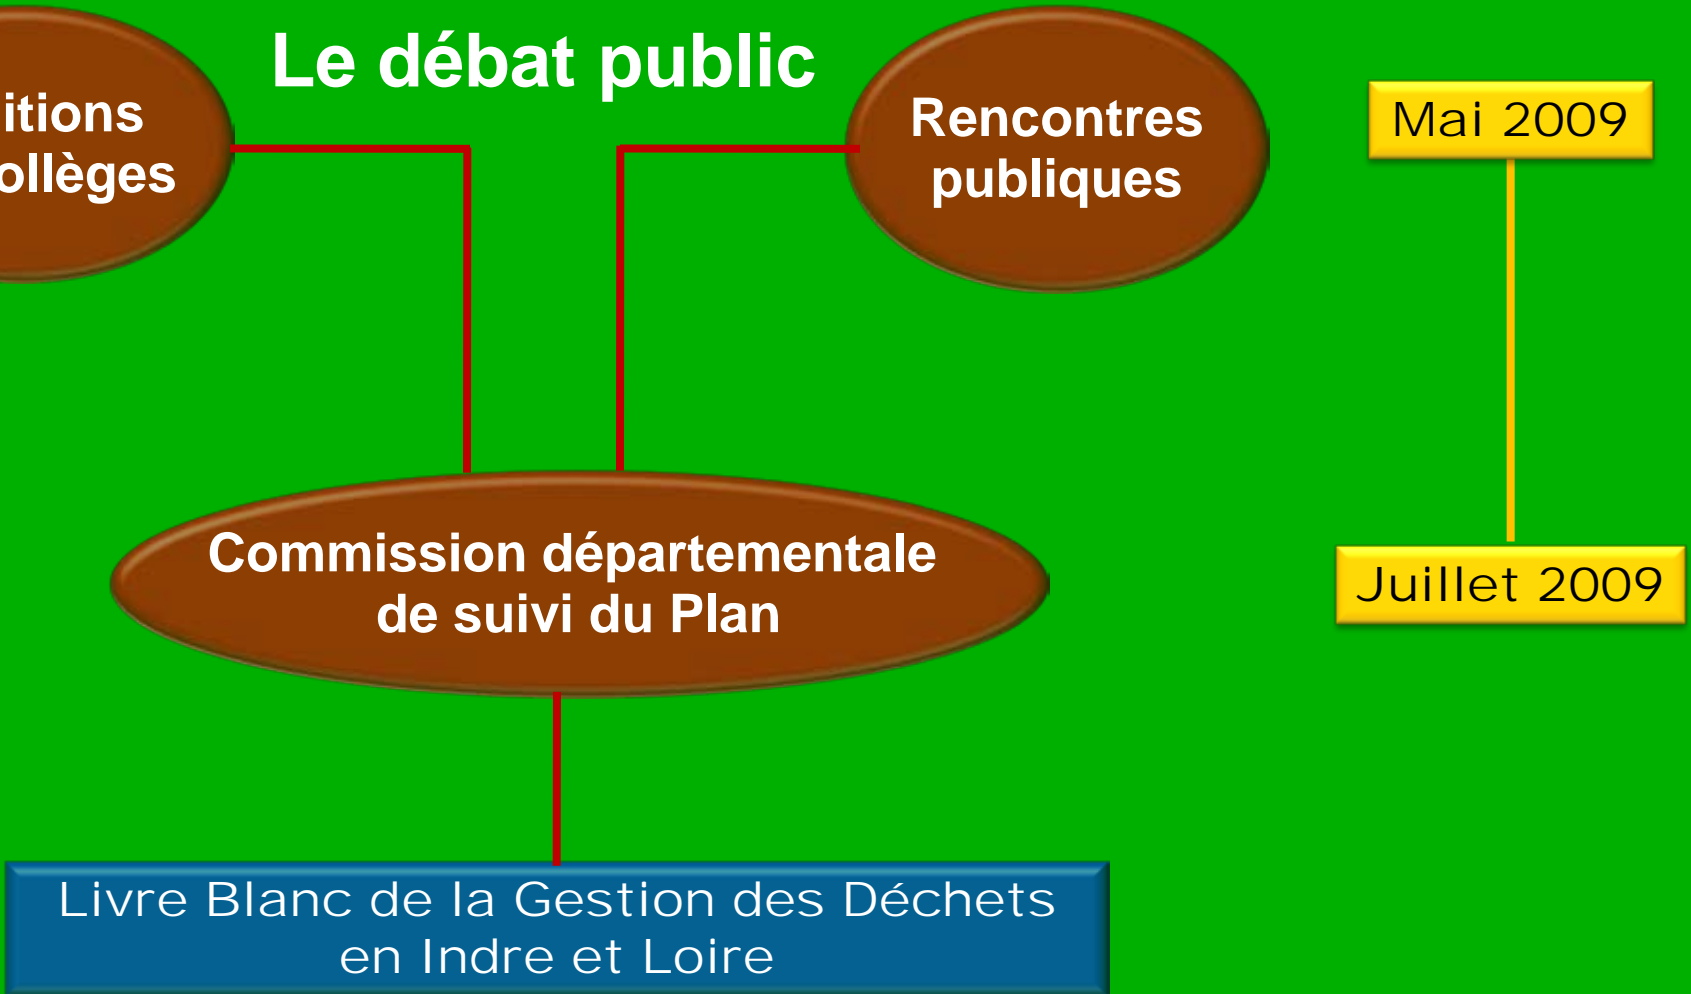 Le débat public
itions
ollèges
Rencontres
publiques
Mai 2009
Commission départementale
de suivi du Plan
Juillet 2009
Livre Blanc de la Gestion des Déchets
en Indre et Loire